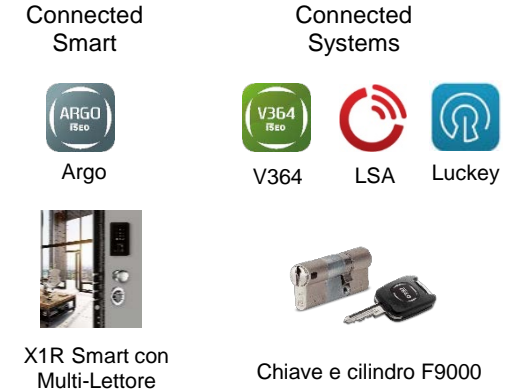 Connected
Smart
Connected
Systems
ARGO
ISEO
V364
ISEO
Argo
V364
LSA
Luckey
X1R Smart con
Multi-Lettore
Chiave e cilindro F9000